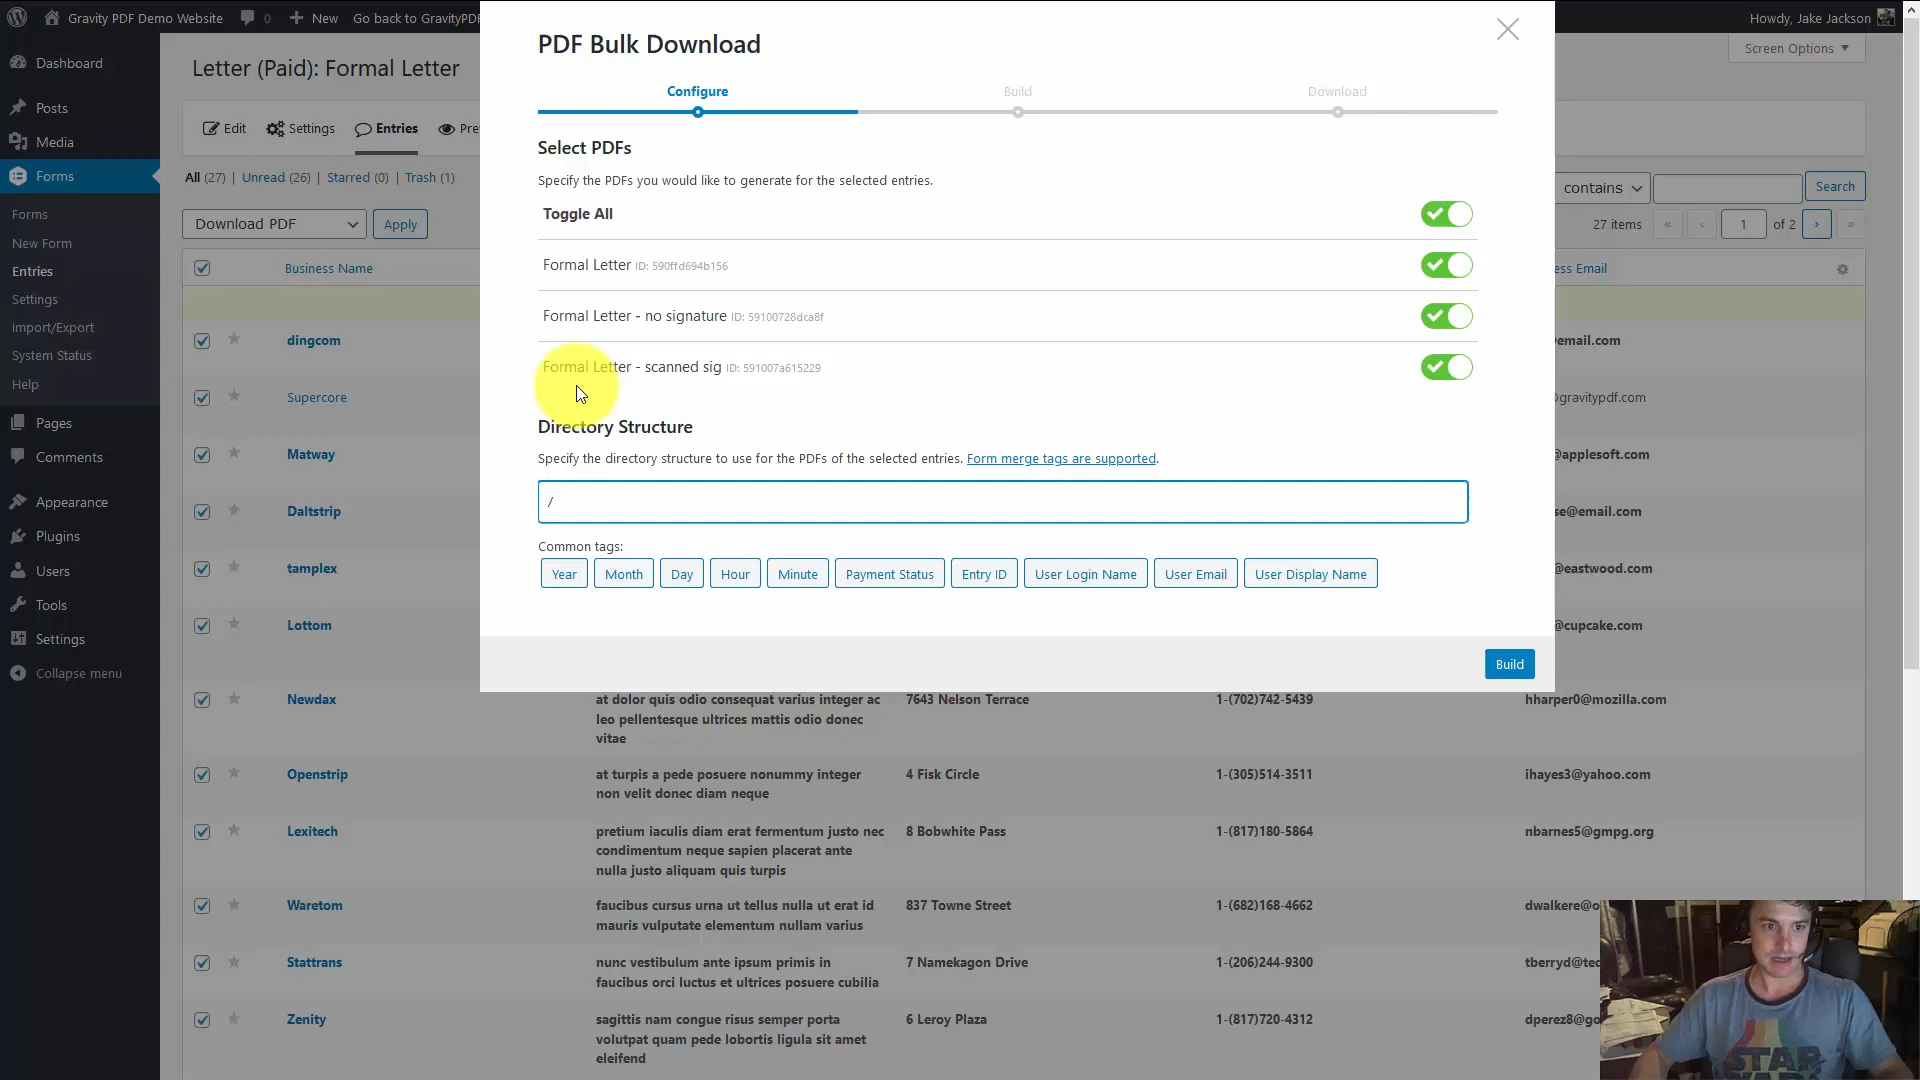 Gravity PDF Demo Website 0 New Go back to GravityPDF
Howdy, Jake Jackson
Screen Options
Dashboard
Posts
Media
Forms
Forms
New Form
Entries
Settings
Import/Export
System Status
Help
Pages
Comments
Appearance
Plugins
Users
Tools
Settings
Collapse menu
Letter (Paid): Formal Letter
Edit Settings Entries Pre
All (27) | Unread (26) | Starred (0) | Trash (1)
Download PDF Apply
contains Search
27 items « ‹ 1 of 2 › »
Business Name
ess Email
dingcom
email.com
Supercore
@gravitypdf.com
Matway
@applesoft.com
Daltstrip
se@email.com
tamplex
@eastwood.com
Lottom
@cupcake.com
PDF Bulk Download
Configure Build Download
Select PDFs
Specify the PDFs you would like to generate for the selected entries.
Toggle All
Formal Letter ID: 590ffd694b156
Formal Letter - no signature ID: 59100728dca8f
Formal Letter - scanned sig ID: 591007a615229
Directory Structure
Specify the directory structure to use for the PDFs of the selected entries. Form merge tags are supported.
/
Common tags:
Year Month Day Hour Minute Payment Status Entry ID User Login Name User Email User Display Name
Build
Newdax
at dolor quis odio consequat varius integer ac
leo pellentesque ultrices mattis odio donec
vitae
7643 Nelson Terrace
1-(702)742-5439
hharper0@mozilla.com
Openstrip
at turpis a pede posuere nonummy integer
non velit donec diam neque
4 Fisk Circle
1-(305)514-3511
ihayes3@yahoo.com
Lexitech
pretium iaculis diam erat fermentum justo nec
condimentum neque sapien placerat ante
nulla justo aliquam quis turpis
8 Bobwhite Pass
1-(817)180-5864
nbarnes5@gmpg.org
Waretom
faucibus cursus urna ut tellus nulla ut erat id
mauris vulputate elementum nullam varius
837 Towne Street
1-(682)168-4662
dwalkere@o
Stattrans
nunc vestibulum ante ipsum primis in
faucibus orci luctus et ultrices posuere cubilia
7 Namekagon Drive
1-(206)244-9300
tberryd@ted
Zenity
sagittis nam congue risus semper porta
volutpat quam pede lobortis ligula sit amet
eleifend
6 Leroy Plaza
1-(817)720-4312
dperez8@go
STAR